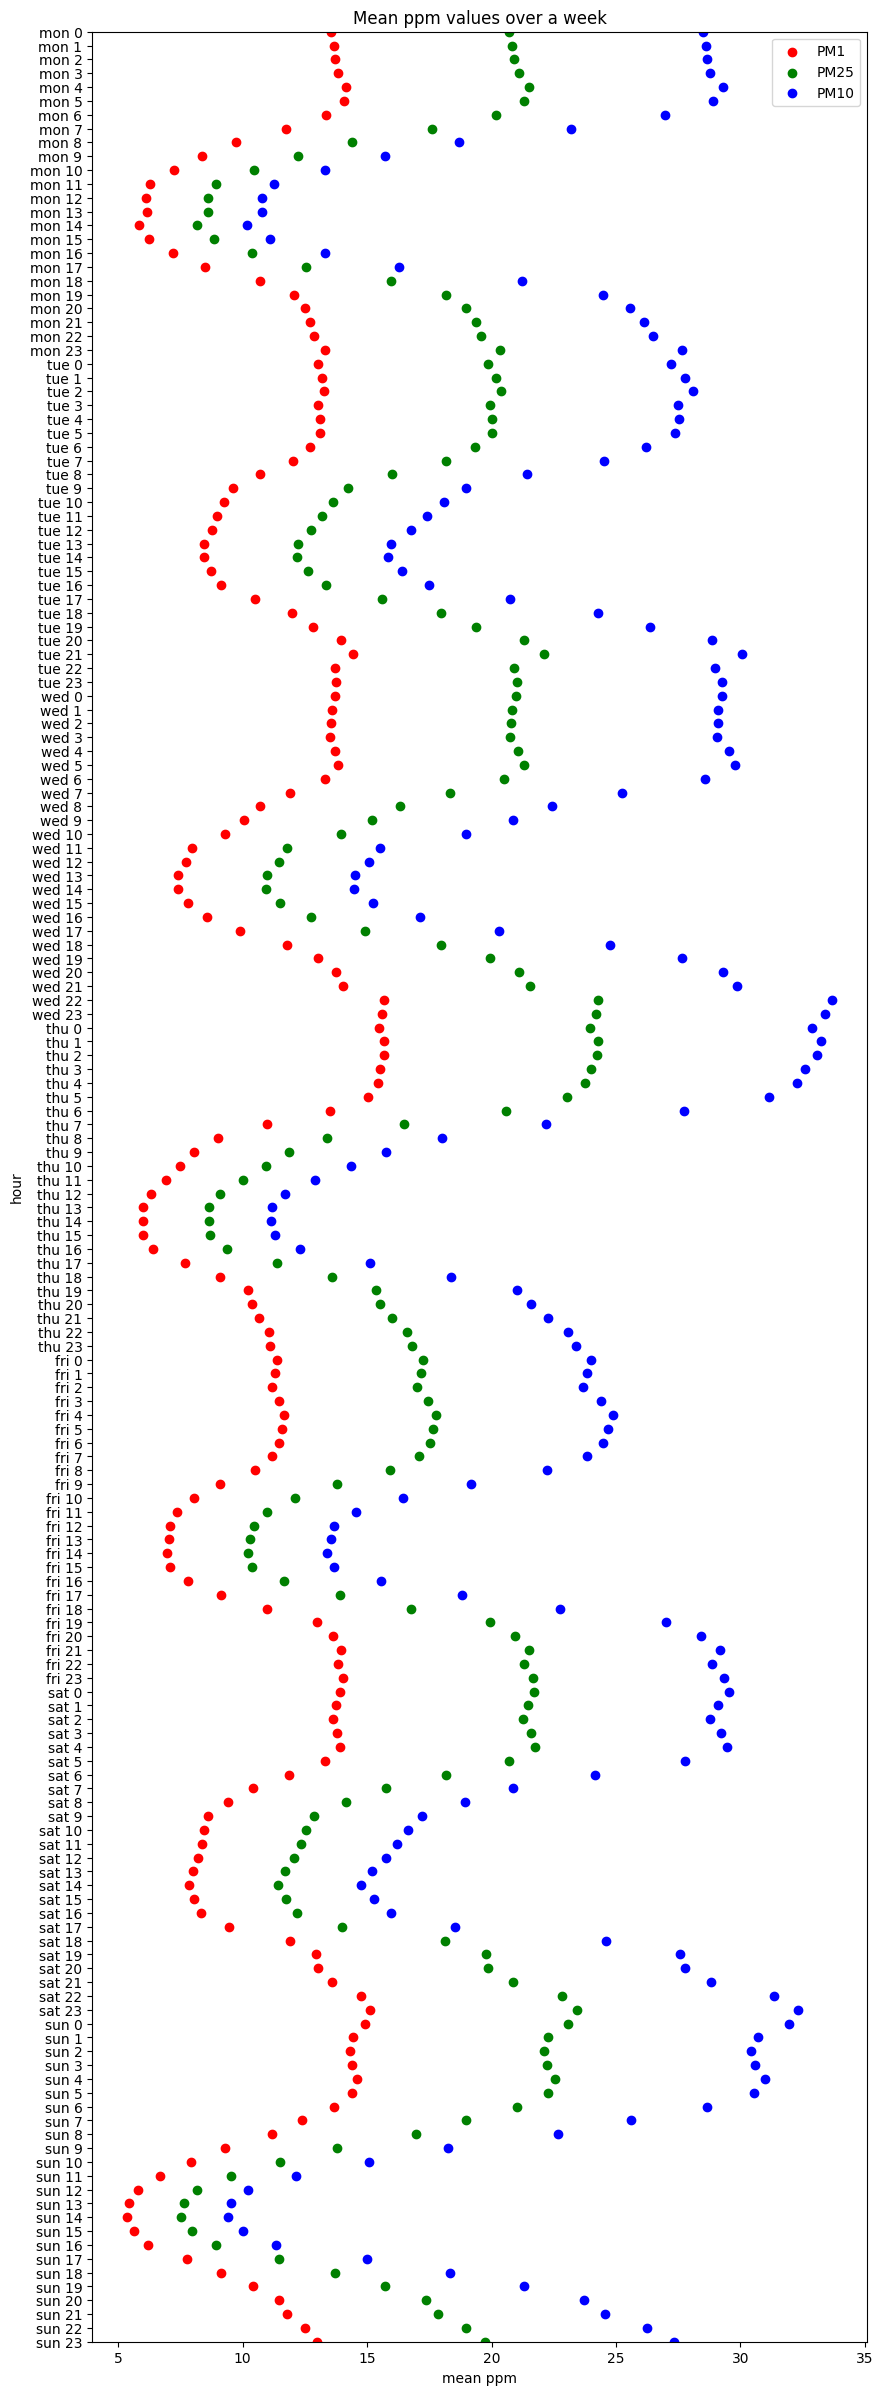 Mean ppm values over a week
PM1
PM25
PM10
mon 0
mon 1
mon 2
mon 3
mon 4
mon 5
mon 6
mon 7
mon 8
mon 9
mon 10
mon 11
mon 12
mon 13
mon 14
mon 15
mon 16
mon 17
mon 18
mon 19
mon 20
mon 21
mon 22
mon 23
tue 0
tue 1
tue 2
tue 3
tue 4
tue 5
tue 6
tue 7
tue 8
tue 9
tue 10
tue 11
tue 12
tue 13
tue 14
tue 15
tue 16
tue 17
tue 18
tue 19
tue 20
tue 21
tue 22
tue 23
wed 0
wed 1
wed 2
wed 3
wed 4
wed 5
wed 6
wed 7
wed 8
wed 9
wed 10
wed 11
wed 12
wed 13
wed 14
wed 15
wed 16
wed 17
wed 18
wed 19
wed 20
wed 21
wed 22
wed 23
thu 0
thu 1
thu 2
thu 3
thu 4
thu 5
thu 6
thu 7
thu 8
thu 9
thu 10
thu 11
thu 12
thu 13
thu 14
thu 15
thu 16
thu 17
thu 18
thu 19
thu 20
thu 21
thu 22
thu 23
fri 0
fri 1
fri 2
fri 3
fri 4
fri 5
fri 6
fri 7
fri 8
fri 9
fri 10
fri 11
fri 12
fri 13
fri 14
fri 15
fri 16
fri 17
fri 18
fri 19
fri 20
fri 21
fri 22
fri 23
sat 0
sat 1
sat 2
sat 3
sat 4
sat 5
sat 6
sat 7
sat 8
sat 9
sat 10
sat 11
sat 12
sat 13
sat 14
sat 15
sat 16
sat 17
sat 18
sat 19
sat 20
sat 21
sat 22
sat 23
sun 0
sun 1
sun 2
sun 3
sun 4
sun 5
sun 6
sun 7
sun 8
sun 9
sun 10
sun 11
sun 12
sun 13
sun 14
sun 15
sun 16
sun 17
sun 18
sun 19
sun 20
sun 21
sun 22
sun 23
hour
5 10 15 20 25 30 35
mean ppm